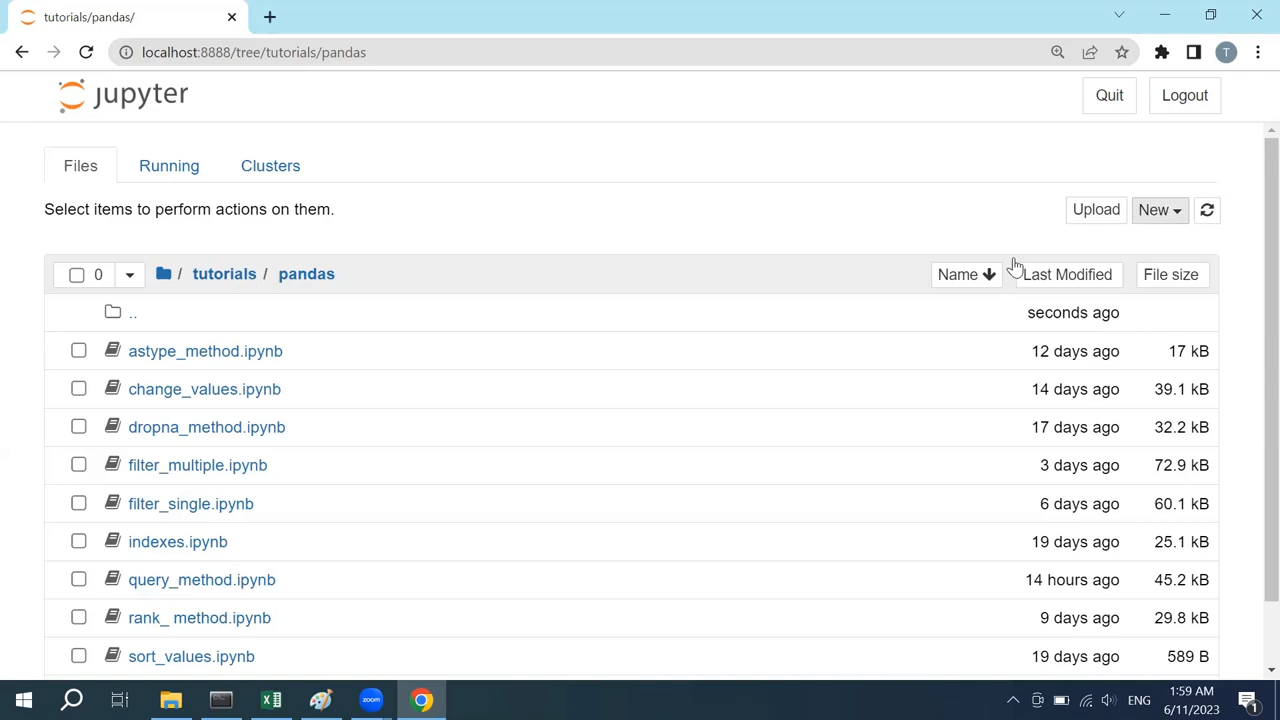 tutorials/pandas/
localhost:8888/tree/tutorials/pandas
T
jupyter
Quit
Logout
Files
Running
Clusters
Select items to perform actions on them.
Upload
New
0
/ tutorials / pandas
Name
Last Modified
File size
..
seconds ago
astype_method.ipynb
12 days ago
17 kB
change_values.ipynb
14 days ago
39.1 kB
dropna_method.ipynb
17 days ago
32.2 kB
filter_multiple.ipynb
3 days ago
72.9 kB
filter_single.ipynb
6 days ago
60.1 kB
indexes.ipynb
19 days ago
25.1 kB
query_method.ipynb
14 hours ago
45.2 kB
rank_ method.ipynb
9 days ago
29.8 kB
sort_values.ipynb
19 days ago
589 B
zoom
ENG
1:59 AM
6/11/2023
1